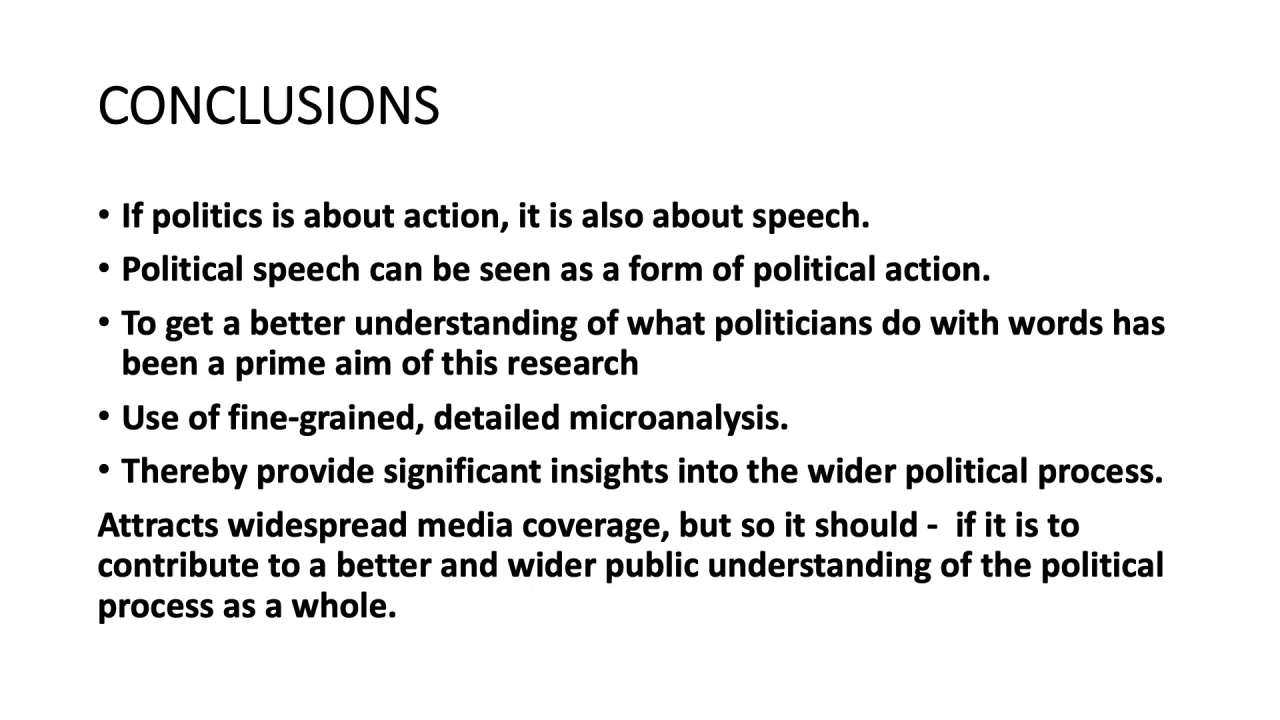 CONCLUSIONS
• If politics is about action, it is also about speech.
• Political speech can be seen as a form of political action.
• To get a better understanding of what politicians do with words has
been a prime aim of this research
• Use of fine-grained, detailed microanalysis.
• Thereby provide significant insights into the wider political process.
Attracts widespread media coverage, but so it should -  if it is to
contribute to a better and wider public understanding of the political
process as a whole.